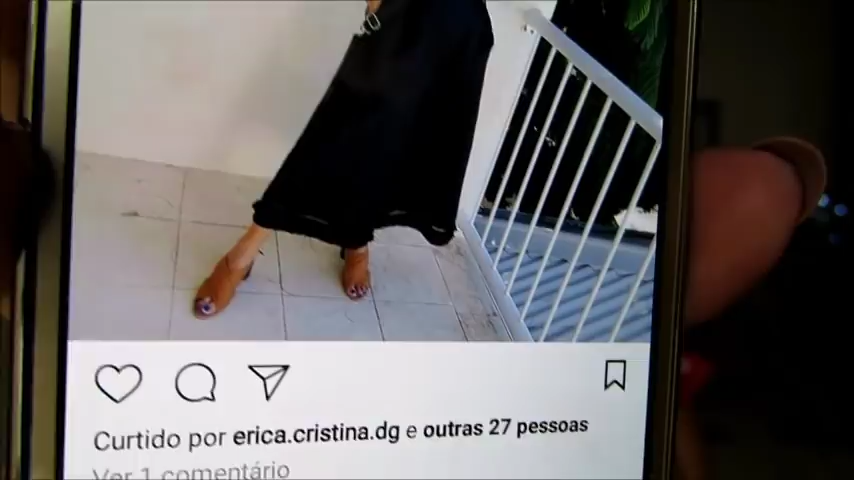 Curtido por erica.cristina.dg e outras 27 pessoas
Ver 1 comentário